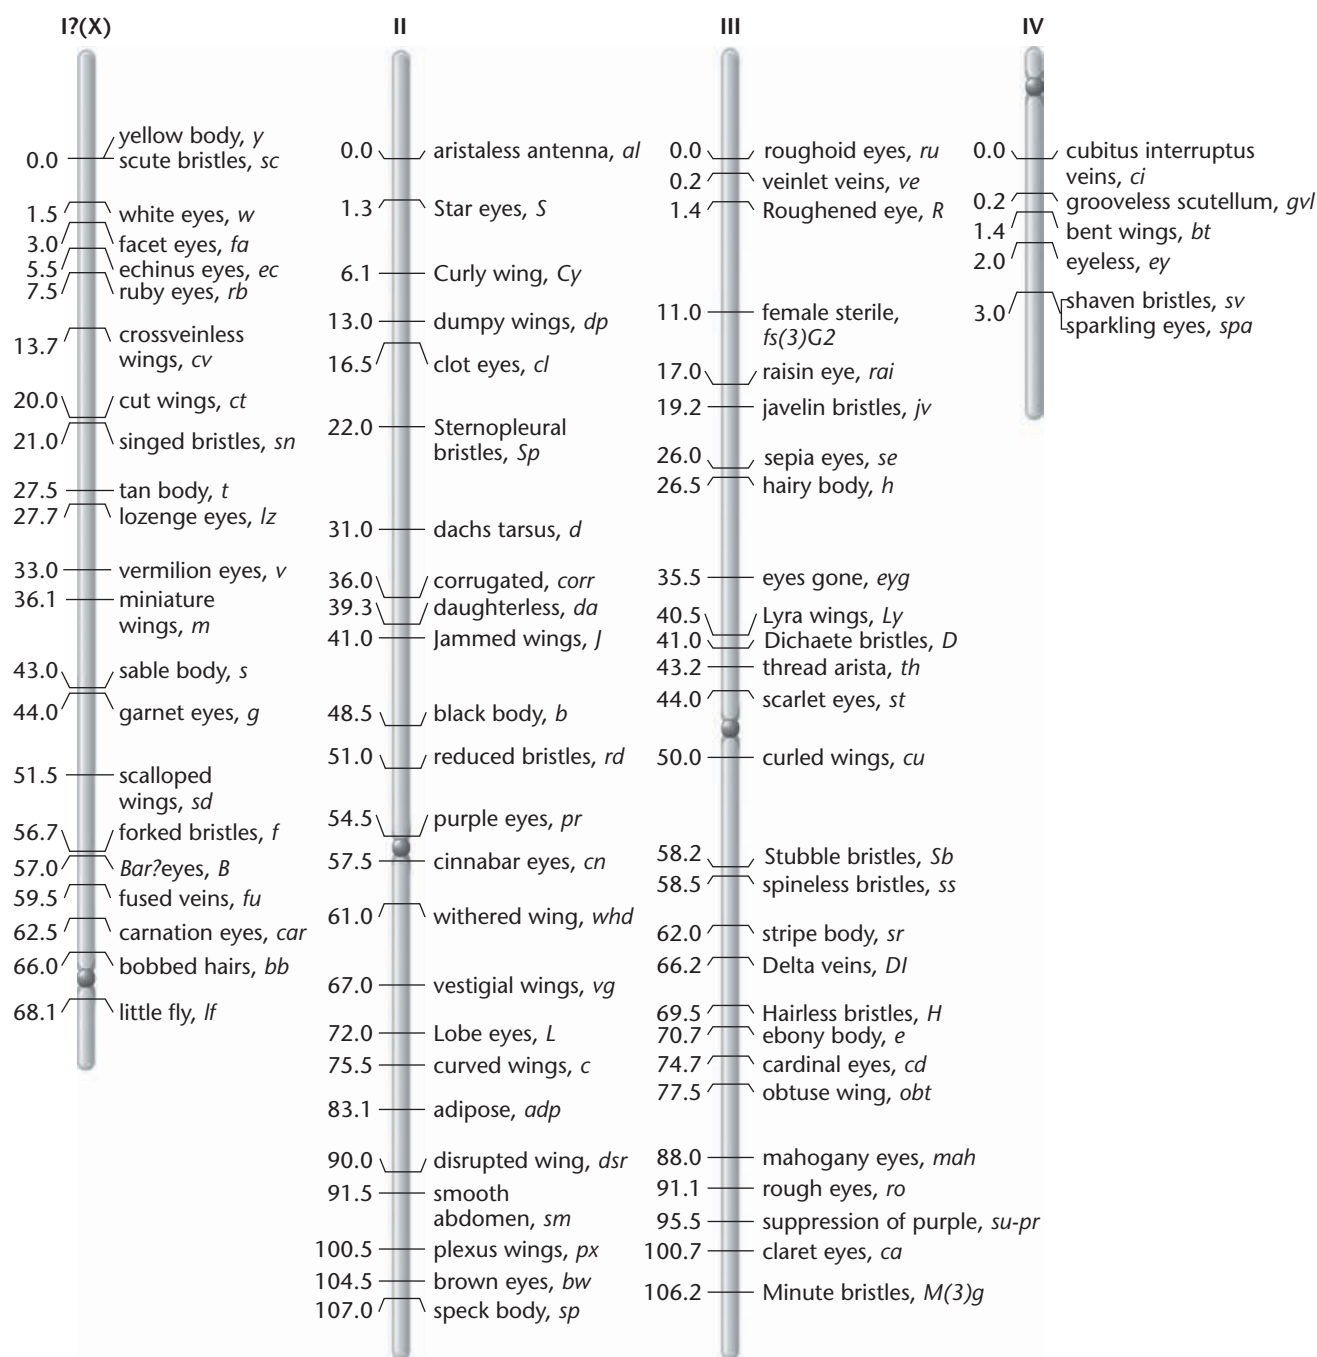 I?(X)
0.0
yellow body, y
scute bristles, sc
1.5
white eyes, w
3.0
facet eyes, fa
5.5
echinus eyes, ec
7.5
ruby eyes, rb
13.7
crossveinless
wings, cv
20.0
cut wings, ct
21.0
singed bristles, sn
27.5
tan body, t
27.7
lozenge eyes, lz
33.0
vermilion eyes, v
36.1
miniature
wings, m
43.0
sable body, s
44.0
garnet eyes, g
51.5
scalloped
wings, sd
56.7
forked bristles, f
57.0
Bar?eyes, B
59.5
fused veins, fu
62.5
carnation eyes, car
66.0
bobbed hairs, bb
68.1
little fly, lf
II
0.0
aristaless antenna, al
1.3
Star eyes, S
6.1
Curly wing, Cy
13.0
dumpy wings, dp
16.5
clot eyes, cl
22.0
Sternopleural
bristles, Sp
31.0
dachs tarsus, d
36.0
corrugated, corr
39.3
daughterless, da
41.0
Jammed wings, J
48.5
black body, b
51.0
reduced bristles, rd
54.5
purple eyes, pr
57.5
cinnabar eyes, cn
61.0
withered wing, whd
67.0
vestigial wings, vg
72.0
Lobe eyes, L
75.5
curved wings, c
83.1
adipose, adp
90.0
disrupted wing, dsr
91.5
smooth
abdomen, sm
100.5
plexus wings, px
104.5
brown eyes, bw
107.0
speck body, sp
III
0.0
roughoid eyes, ru
0.2
veinlet veins, ve
1.4
Roughened eye, R
11.0
female sterile,
fs(3)G2
17.0
raisin eye, rai
19.2
javelin bristles, jv
26.0
sepia eyes, se
26.5
hairy body, h
35.5
eyes gone, eyg
40.5
Lyra wings, Ly
41.0
Dichaete bristles, D
43.2
thread arista, th
44.0
scarlet eyes, st
50.0
curled wings, cu
58.2
Stubble bristles, Sb
58.5
spineless bristles, ss
62.0
stripe body, sr
66.2
Delta veins, Dl
69.5
Hairless bristles, H
70.7
ebony body, e
74.7
cardinal eyes, cd
77.5
obtuse wing, obt
88.0
mahogany eyes, mah
91.1
rough eyes, ro
95.5
suppression of purple, su-pr
100.7
claret eyes, ca
106.2
Minute bristles, M(3)g
IV
0.0
cubitus interruptus
veins, ci
0.2
grooveless scutellum, gvl
1.4
bent wings, bt
2.0
eyeless, ey
3.0
shaven bristles, sv
sparkling eyes, spa